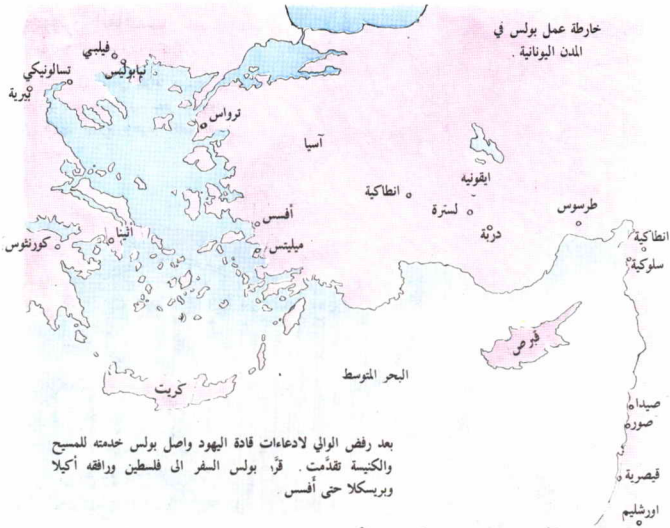 خارطة عمل بولس في
المدن اليونانية .
فيلبي
نيابوليس
تسالونيكي
بيرية
ترواس
آسيا
ايقونيه
انطاكية
لسترة
دربة
طرسوس
انطاكية
سلوكية
أفسس
ميليتس
أثينا
كورنثوس
قبرص
البحر المتوسط
كريت
صيدا
صور
قيصرية
اورشليم
بعد رفض الوالي لادعاءات قادة اليهود واصل بولس خدمته للمسيح
والكنيسة تقدَّمت . قرَّ؛ بولس السفر الى فلسطين ورافقه أكيلا
وبريسكلا حتى أفسس .